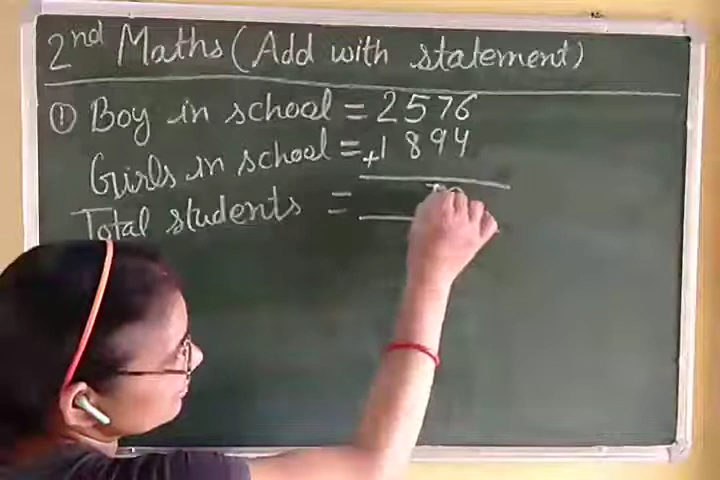 2nd Maths (Add with statement)
① Boy in school = 2576
Girls in school = +1894
Total students =